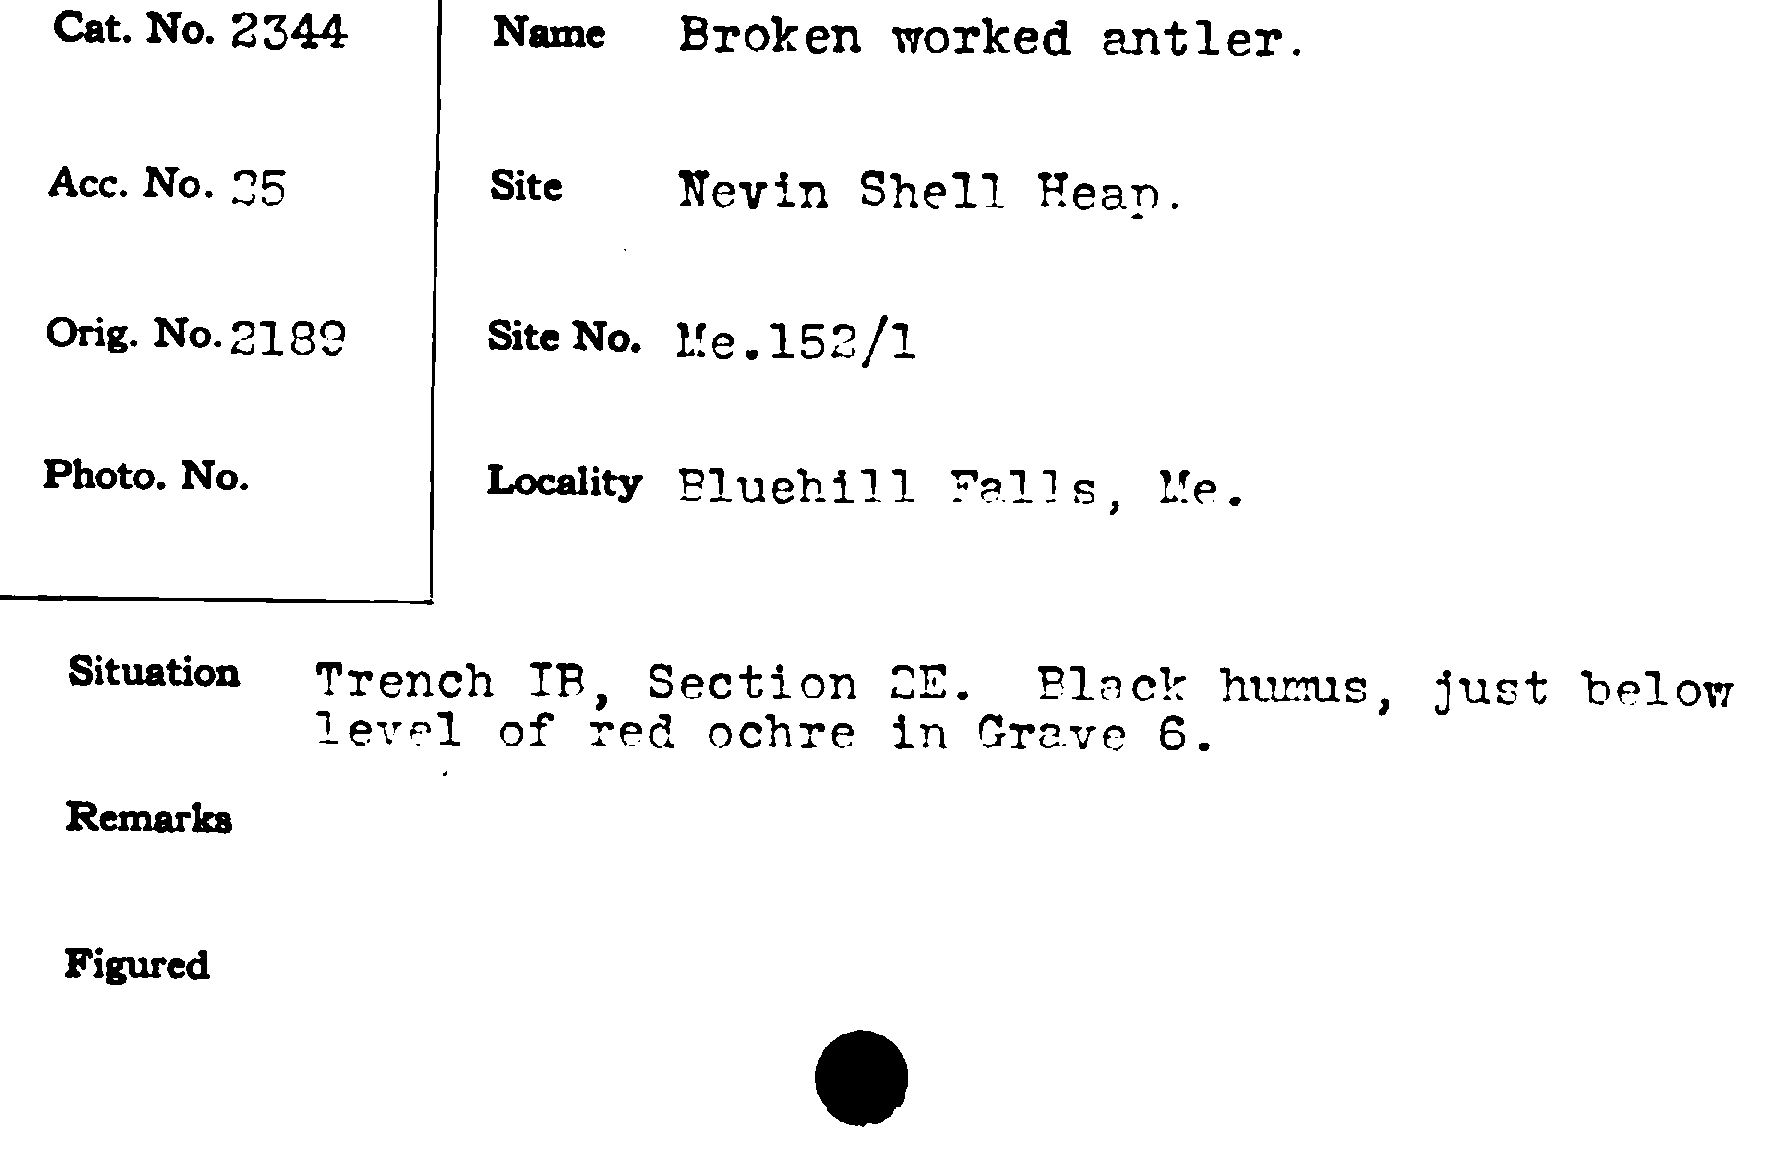 Cat. No. 2344
Name Broken worked antler.
Acc. No. 25
Site Nevin Shell Heap.
Orig. No. 2189
Site No. Me.152/1
Photo. No.
Locality Bluehill Falls, Me.
Situation Trench IB, Section 2E. Black humus, just below
level of red ochre in Grave 6.
Remarks
Figured